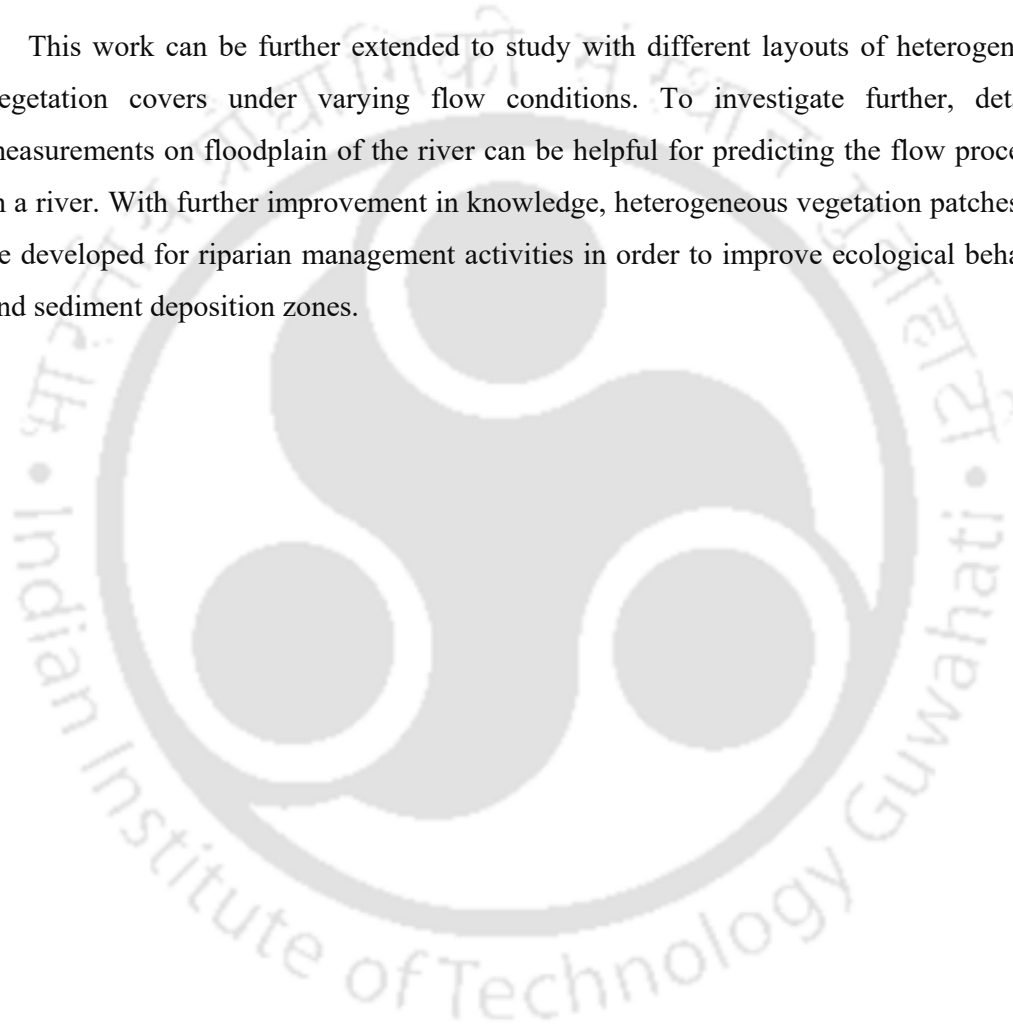 This work can be further extended to study with different layouts of heterogen
egetation covers under varying flow conditions. To investigate further, det
neasurements on floodplain of the river can be helpful for predicting the flow proce
n a river. With further improvement in knowledge, heterogeneous vegetation patches
e developed for riparian management activities in order to improve ecological beha
nd sediment deposition zones.
Indian Institute of Technology Guwahati